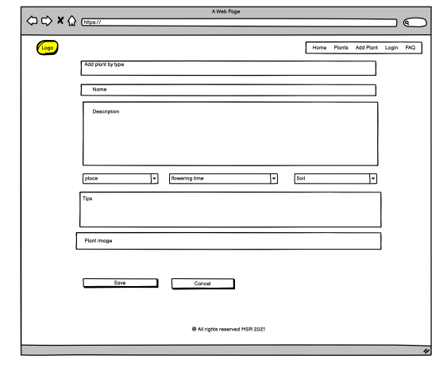 A Web Page
https://
Logo
Home Plants Add Plant Login FAQ
Add plant by type
Name
Description
place flowering time Soil
Tips
Plant image
Save Cancel
@ All rights reserved MSR 2021